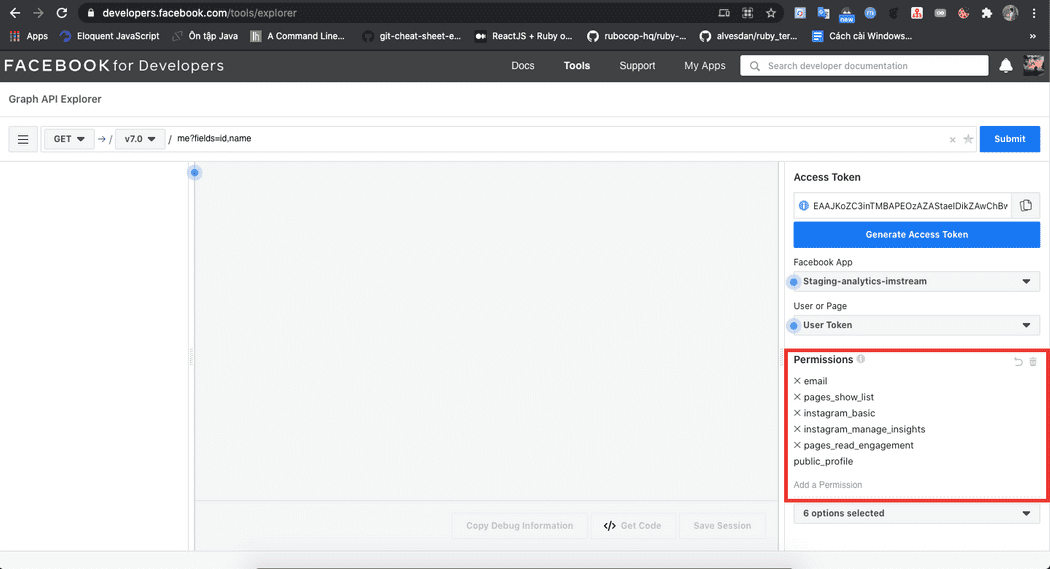 developers.facebook.com/tools/explorer
new
Apps
Eloquent JavaScript
Ôn tập Java
A Command Line...
git-cheat-sheet-e...
ReactJS + Ruby o...
rubocop-hq/ruby-...
alvesdan/ruby_ter...
Cách cài Windows...
»
FACEBOOK for Developers
Docs
Tools
Support
My Apps
Search developer documentation
Graph API Explorer
GET → / v7.0 / me?fields=id,name
Submit
Access Token
EAAJKoZC3inTMBAPEOzAZAStaelDikZAwChBv
Generate Access Token
Facebook App
Staging-analytics-imstream
User or Page
User Token
Permissions
email
pages_show_list
instagram_basic
instagram_manage_insights
pages_read_engagement
public_profile
Add a Permission
6 options selected
Copy Debug Information
</> Get Code
Save Session